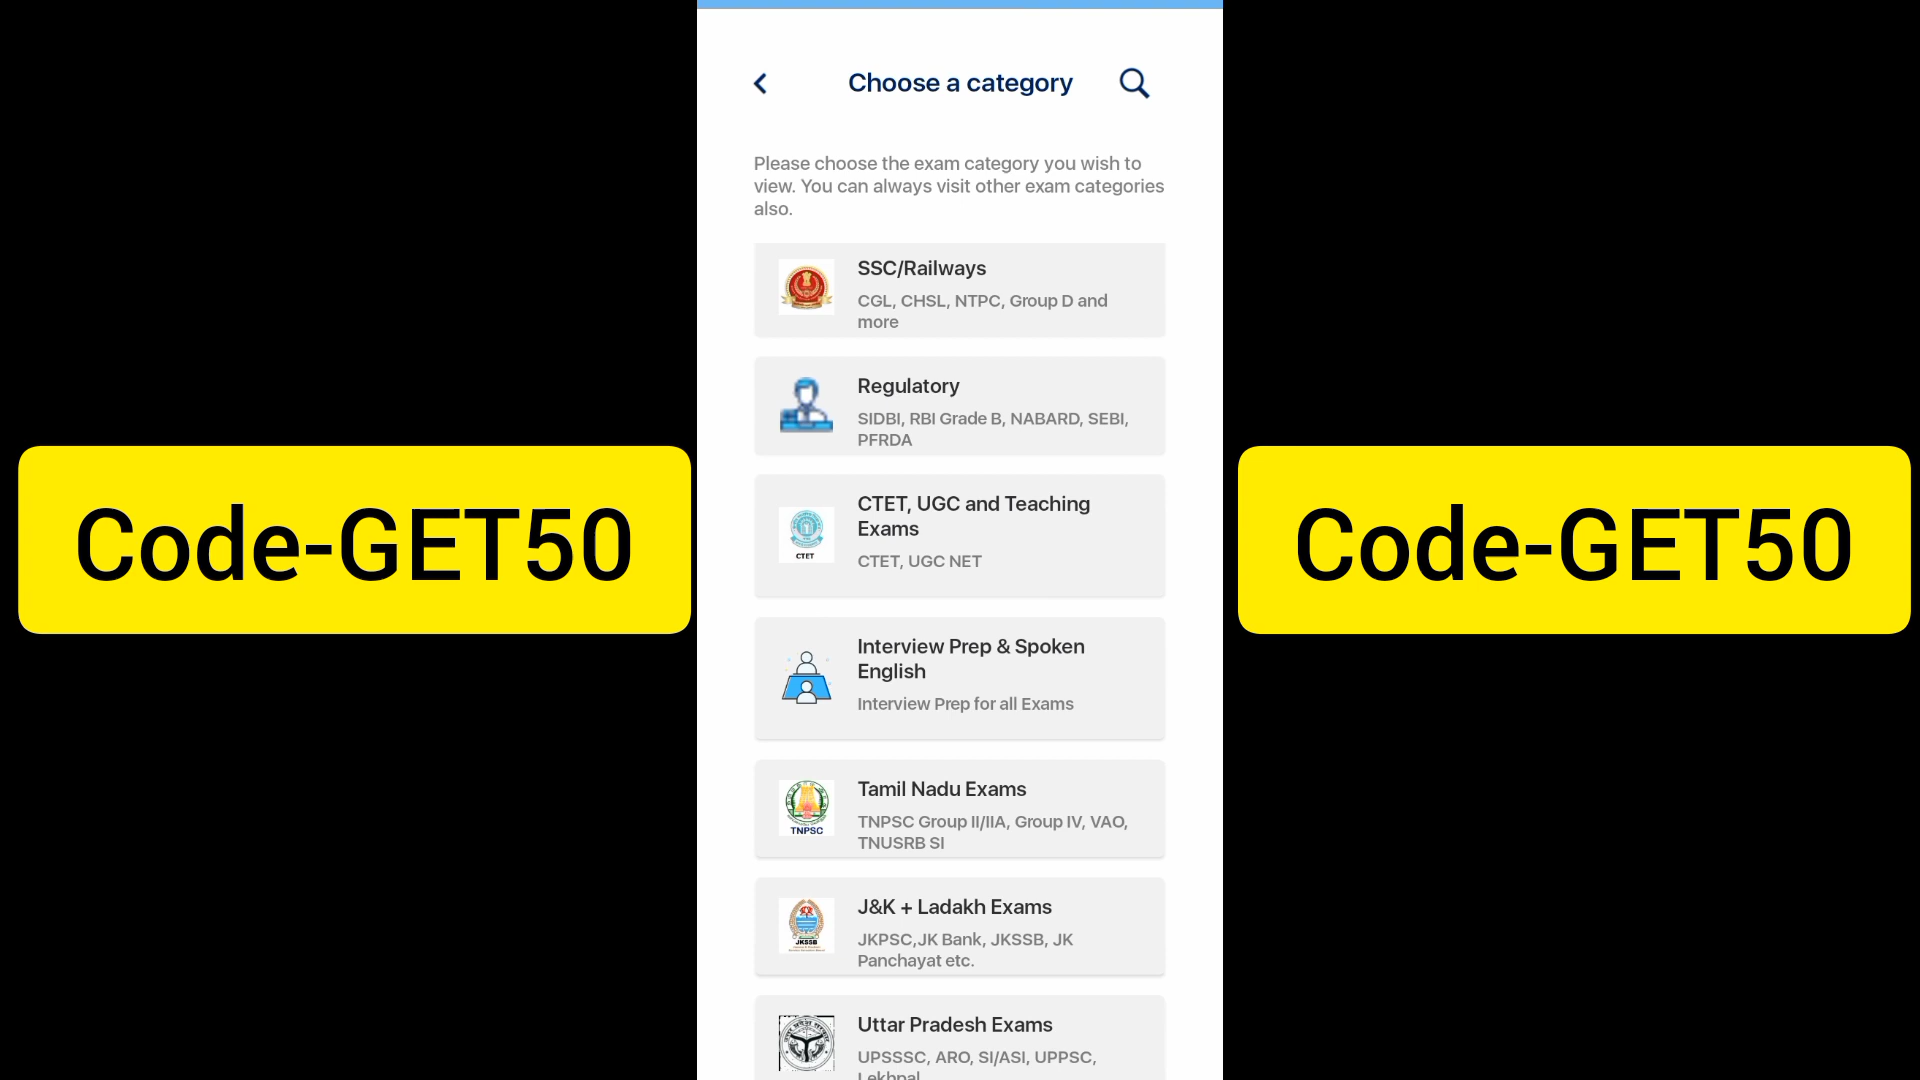 Choose a category
Please choose the exam category you wish to
view. You can always visit other exam categories
also.
SSC/Railways
CGL, CHSL, NTPC, Group D and
more
Regulatory
SIDBI, RBI Grade B, NABARD, SEBI,
PFRDA
CTET, UGC and Teaching
Exams
CTET, UGC NET
CTET
Code-GET50
Code-GET50
Interview Prep & Spoken
English
Interview Prep for all Exams
Tamil Nadu Exams
TNPSC Group II/IIA, Group IV, VAO,
TNUSRB SI
TNPSC
J&K + Ladakh Exams
JKPSC,JK Bank, JKSSB, JK
Panchayat etc.
JKSSB
Uttar Pradesh Exams
UPSSSC, ARO, SI/ASI, UPPSC,
Lekhpal